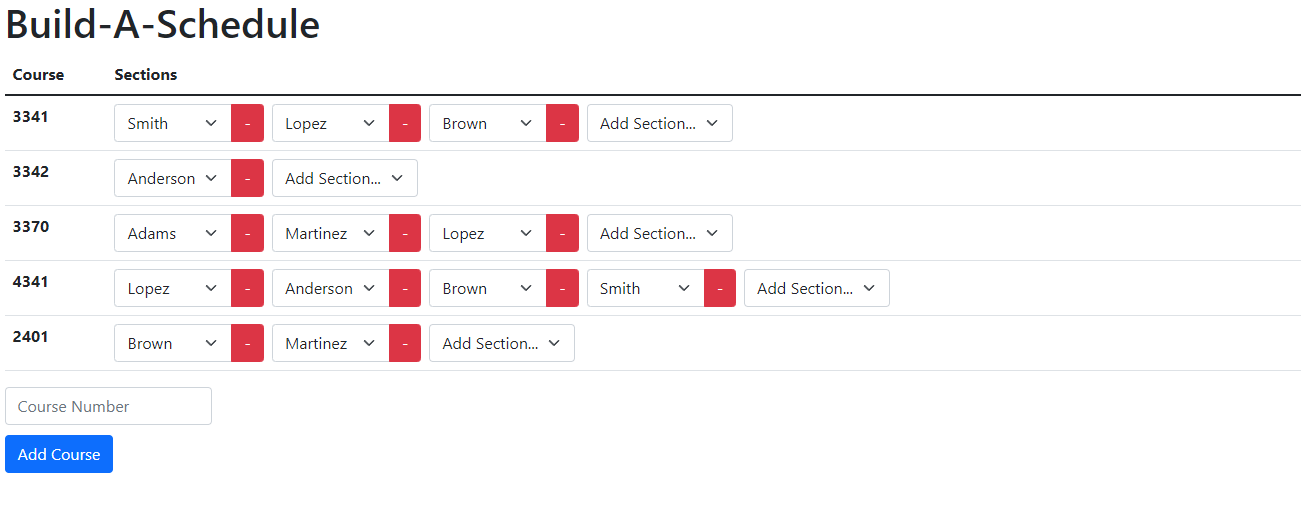 Build-A-Schedule
Course Sections
3341 Smith - Lopez - Brown - Add Section...
3342 Anderson - Add Section...
3370 Adams - Martinez - Lopez - Add Section...
4341 Lopez - Anderson - Brown - Smith - Add Section...
2401 Brown - Martinez - Add Section...
Course Number
Add Course